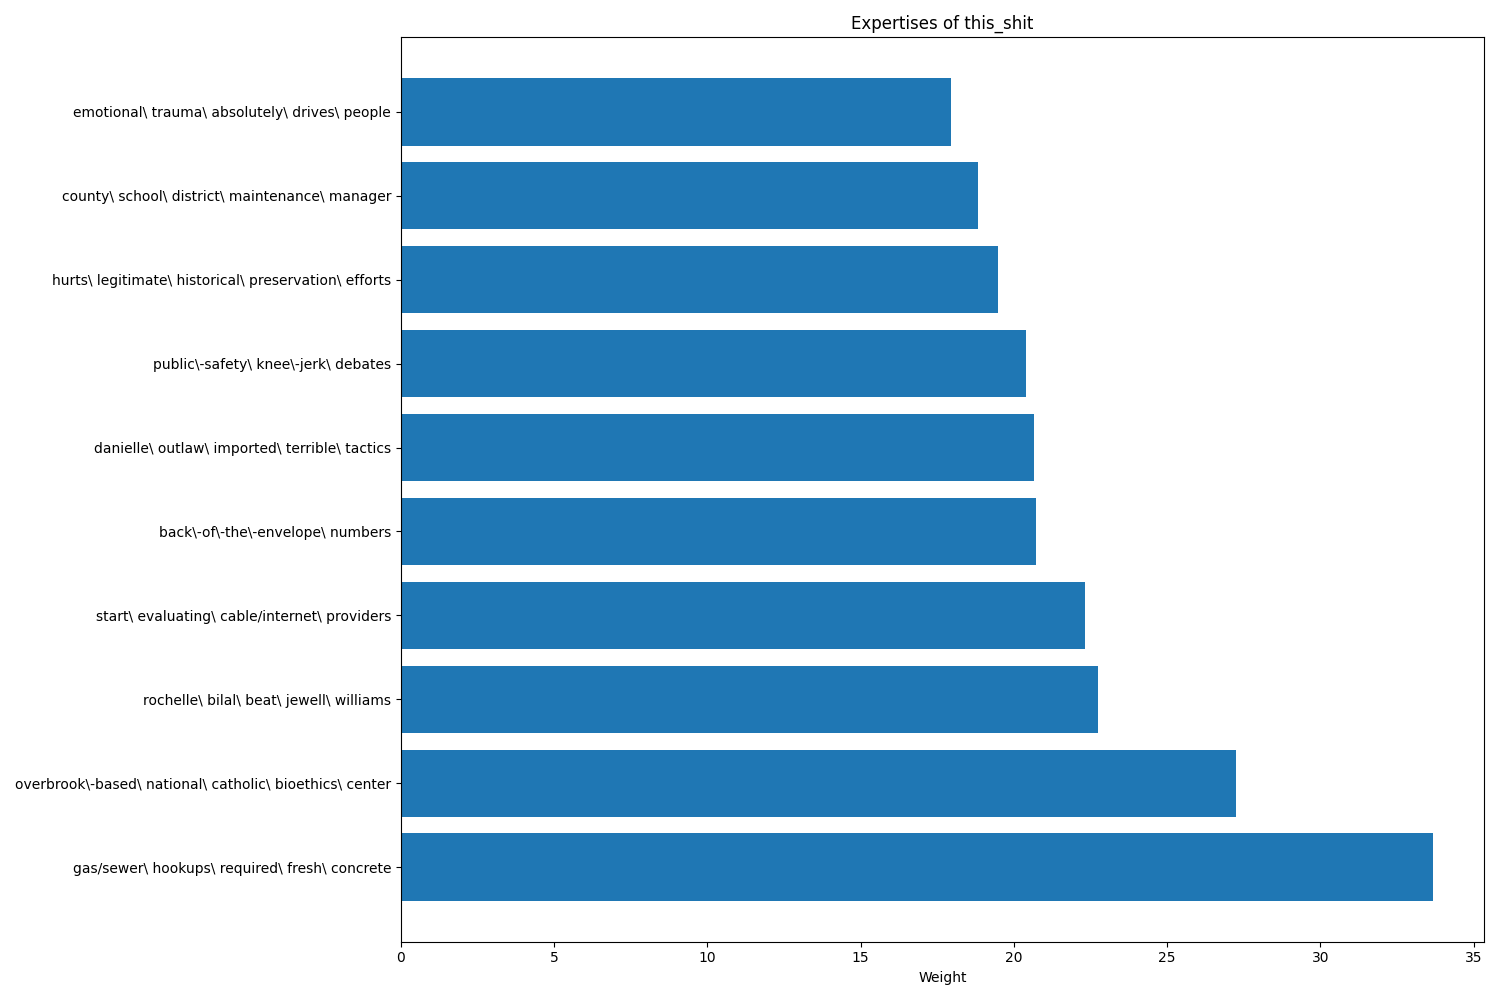 Expertises of this_shit
emotional\ trauma\ absolutely\ drives\ people
county\ school\ district\ maintenance\ manager
hurts\ legitimate\ historical\ preservation\ efforts
public\-safety\ knee\-jerk\ debates
danielle\ outlaw\ imported\ terrible\ tactics
back\-of\-the\-envelope\ numbers
start\ evaluating\ cable/internet\ providers
rochelle\ bilal\ beat\ jewell\ williams
overbrook\-based\ national\ catholic\ bioethics\ center
gas/sewer\ hookups\ required\ fresh\ concrete
0 5 10 15 20 25 30 35
Weight